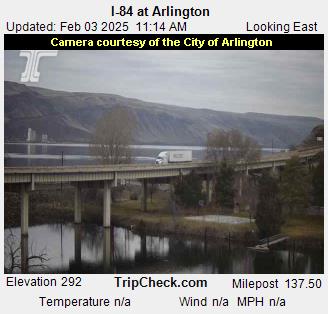 I-84 at Arlington
Updated: Feb 03 2025 11:14 AM Looking East
Camera courtesy of the City of Arlington
Elevation 292 TripCheck.com Milepost 137.50
Temperature n/a Wind n/a MPH n/a